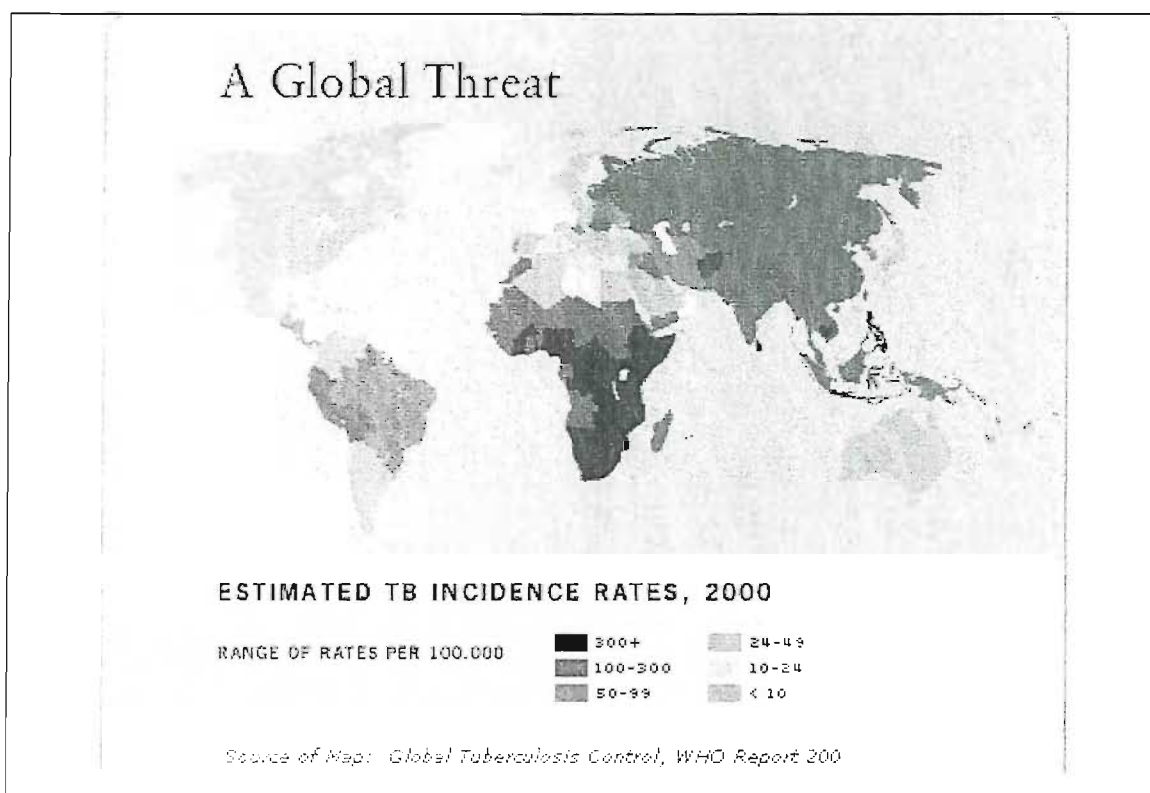 A Global Threat
ESTIMATED TB INCIDENCE RATES, 2000
RANGE OF RATES PER 100.000
300+
100-300
50-99
24-49
10-24
< 10
Source of Map: Global Tuberculosis Control, WHO Report 200